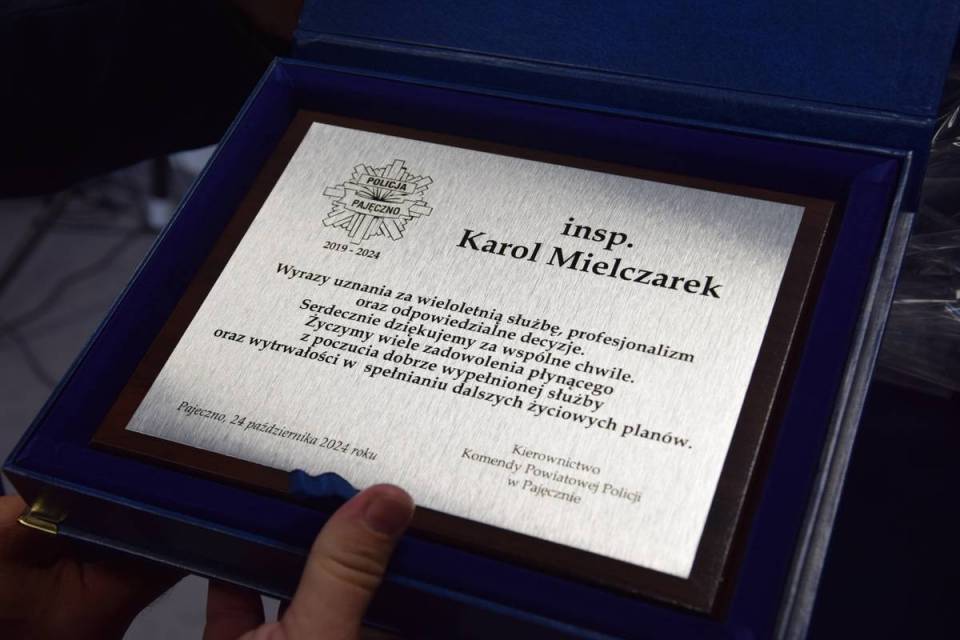 POLICJA
PAJĘCZNO
2019 - 2024
insp.
Karol Mielczarek
Wyrazy uznania za wieloletnią służbę, profesjonalizm
oraz odpowiedzialne decyzje.
Serdecznie dziękujemy za wspólne chwile.
Życzymy wiele zadowolenia płynącego
z poczucia dobrze wypełnionej służby
oraz wytrwałości w spełnianiu dalszych życiowych planów.
Pajęczno, 24 października 2024 roku
Kierownictwo
Komendy Powiatowej Policji
w Pajęcznie